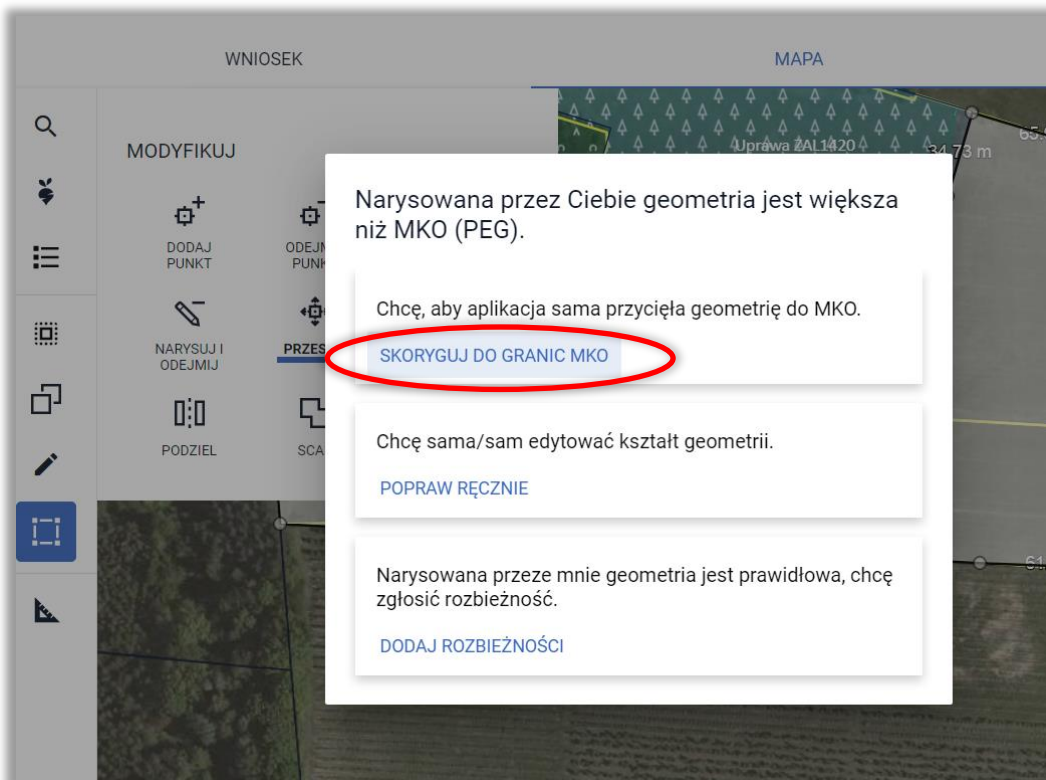 WNIOSEK
MAPA
MODYFIKUJ
DODAJ
PUNKT
NARYSUJ I
ODEJMIJ
PODZIEL
Uprawa ZAL1420
34.73 m
Narysowana przez Ciebie geometria jest większa
niż MKO (PEG).
Chcę, aby aplikacja sama przycięła geometrię do MKO.
SKORYGUJ DO GRANIC MKO
Chcę sama/sam edytować kształt geometrii.
POPRAW RĘCZNIE
Narysowana przeze mnie geometria jest prawidłowa, chcę
zgłosić rozbieżność.
DODAJ ROZBIEŻNOŚCI